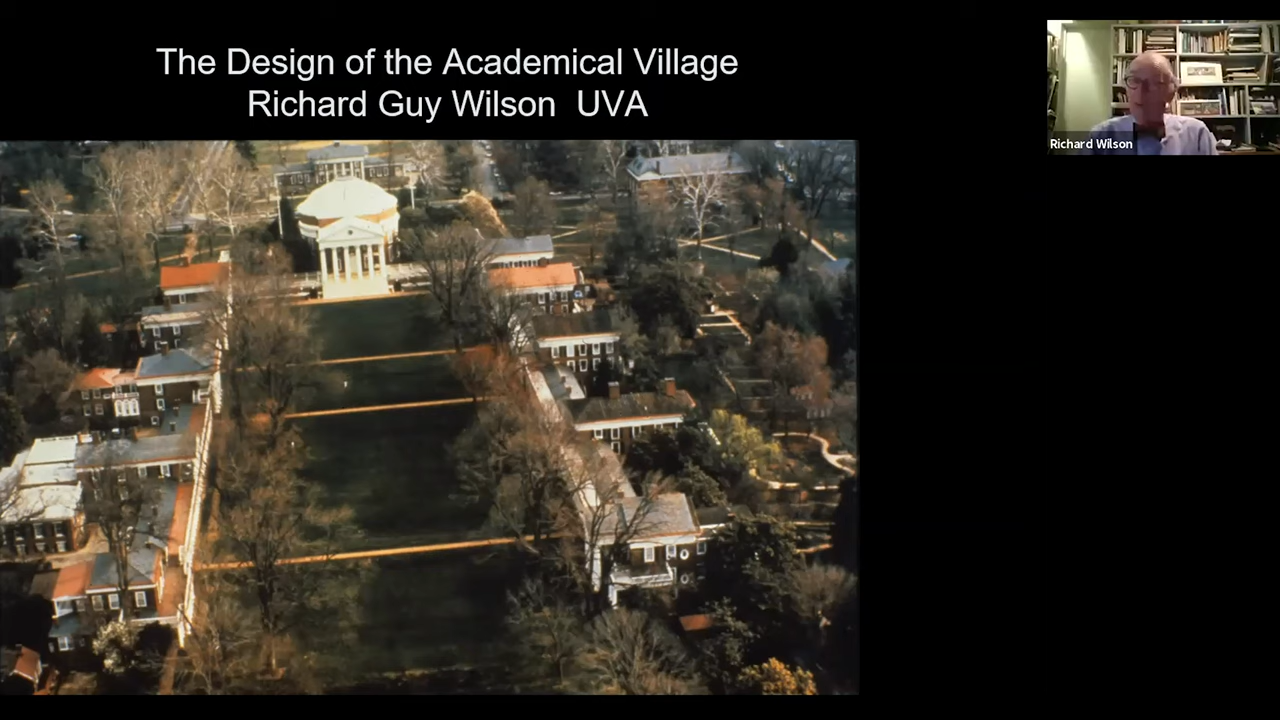 The Design of the Academical Village
Richard Guy Wilson UVA
Richard Wilson